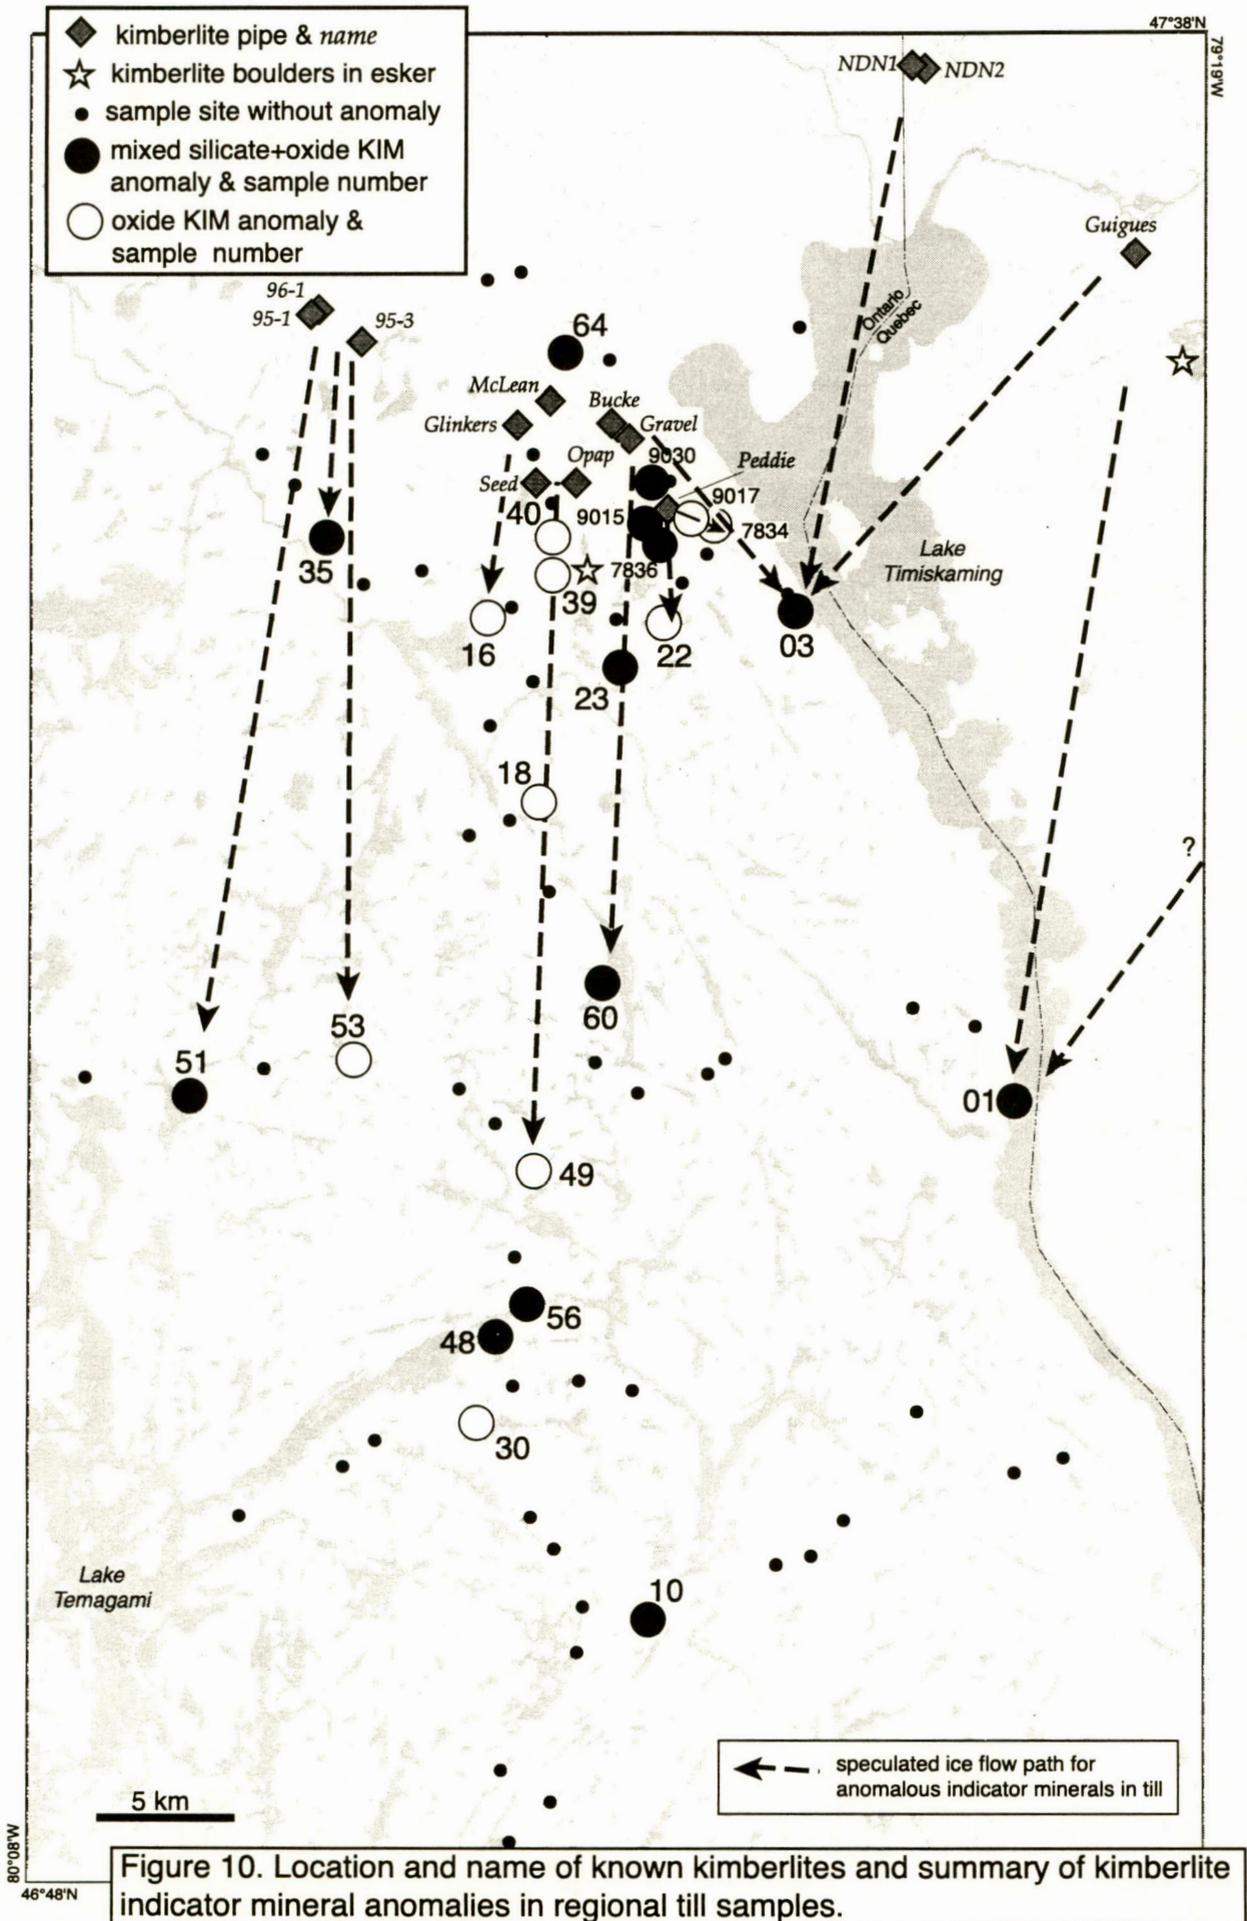 kimberlite pipe & name
kimberlite boulders in esker
sample site without anomaly
mixed silicate+oxide KIM
anomaly & sample number
oxide KIM anomaly &
sample number
47°38'N
79°19'W
NDN1
NDN2
Guigues
Ontario
Quebec
96-1
95-1
95-3
64
McLean
Bucke
Glinkers
Gravel
Opap
9030
Peddie
Seed
9017
40
9015
7834
Lake
Timiskaming
35
7836
39
16
22
03
23
18
?
60
53
51
01
49
56
48
30
Lake
Temagami
10
speculated ice flow path for
anomalous indicator minerals in till
5 km
80°08'W
46°48'N
Figure 10. Location and name of known kimberlites and summary of kimberlite
indicator mineral anomalies in regional till samples.